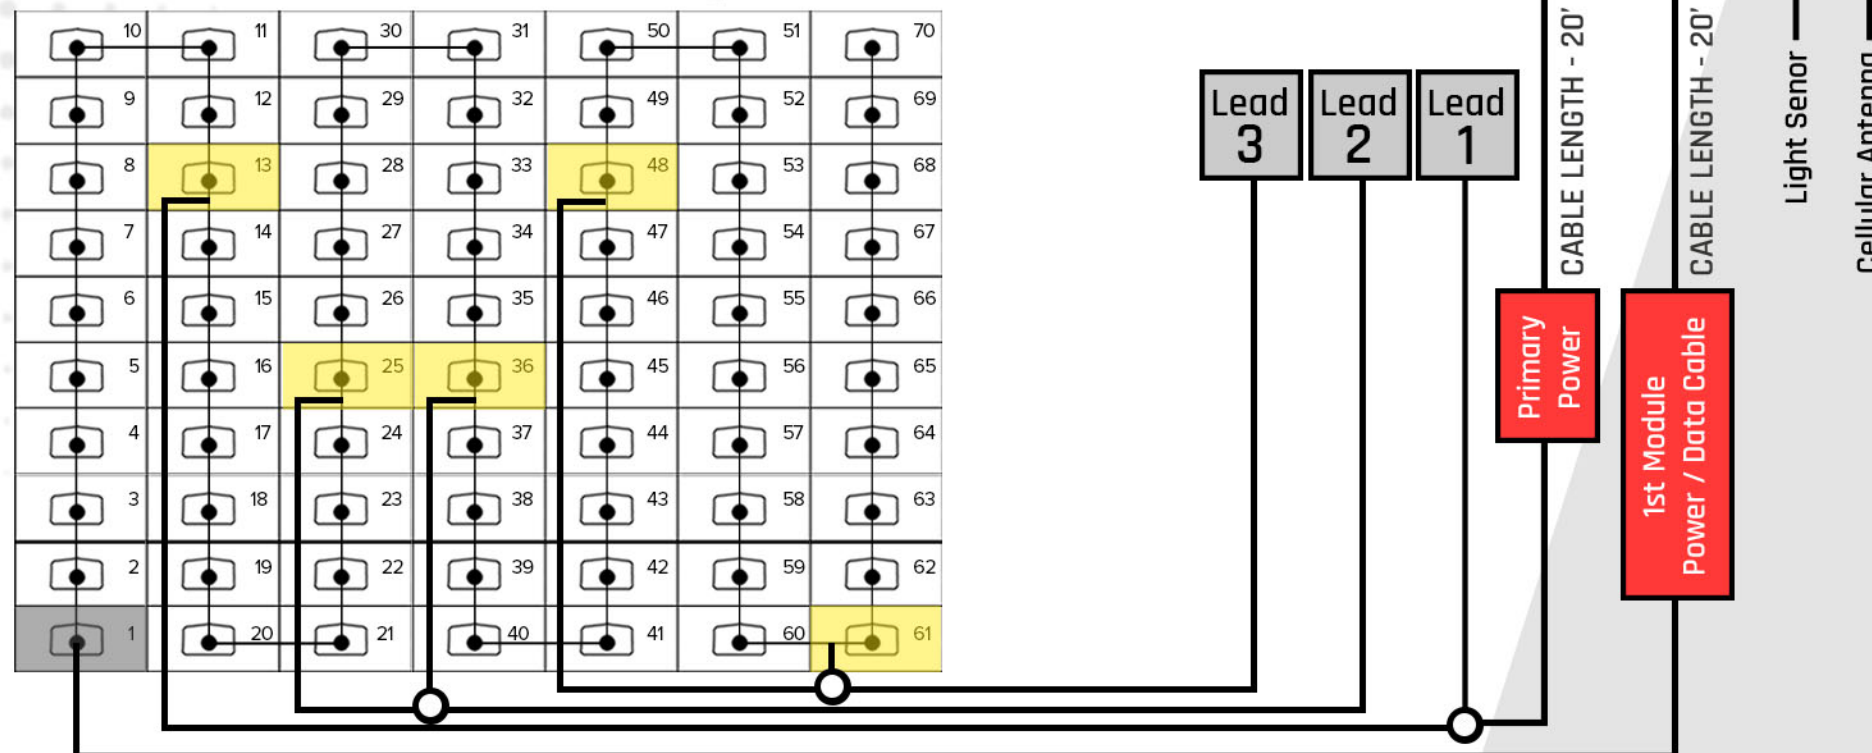 10 11 30 31 50 51 70
9 12 29 32 49 52 69
8 13 28 33 48 53 68
7 14 27 34 47 54 67
6 15 26 35 46 55 66
5 16 25 36 45 56 65
4 17 24 37 44 57 64
3 18 23 38 43 58 63
2 19 22 39 42 59 62
1 20 21 40 41 60 61
Lead
3
Lead
2
Lead
1
CABLE LENGTH - 20'
CABLE LENGTH - 20'
Light Senor
Cellular Antenna
Primary
Power
1st Module
Power / Data Cable